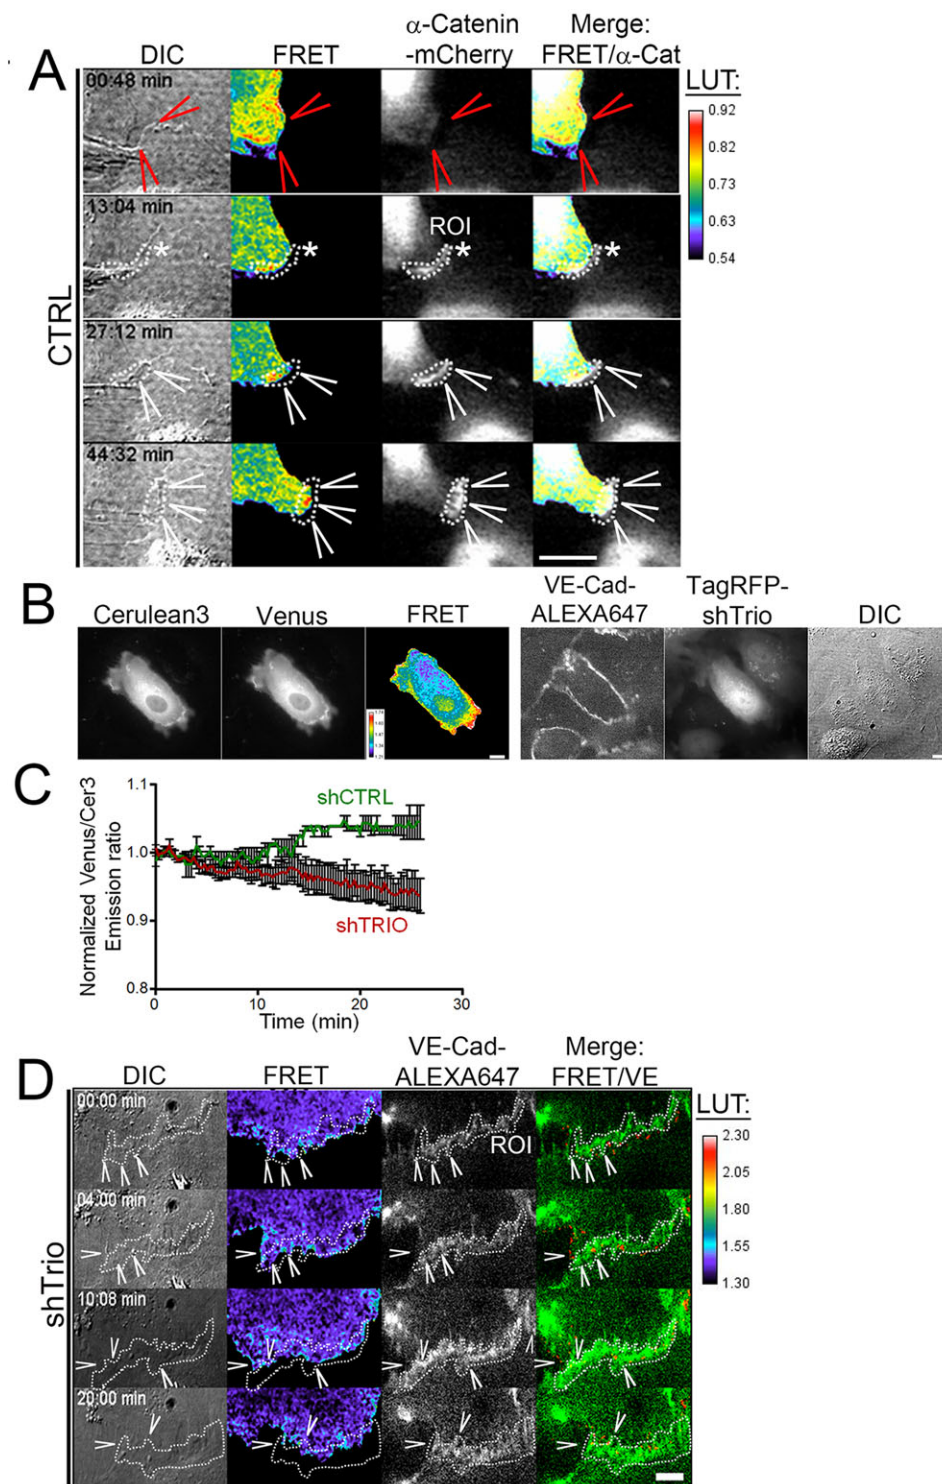 A
DIC
FRET
α-Catenin
-mCherry
Merge:
FRET/α-Cat
LUT:
0.92
0.82
0.73
0.63
0.54
CTRL
00:48 min
13:04 min
ROI
*
*
*
*
27:12 min
44:32 min
B
Cerulean3
Venus
FRET
VE-Cad-
ALEXA647
TagRFP-
shTrio
DIC
C
Normalized Venus/Cer3
Emission ratio
1.1
1.0
0.9
0.8
shCTRL
shTRIO
0
10
20
30
Time (min)
D
DIC
FRET
VE-Cad-
ALEXA647
Merge:
FRET/VE
LUT:
2.30
2.05
1.80
1.55
1.30
shTrio
00:00 min
ROI
04:00 min
10:08 min
20:00 min